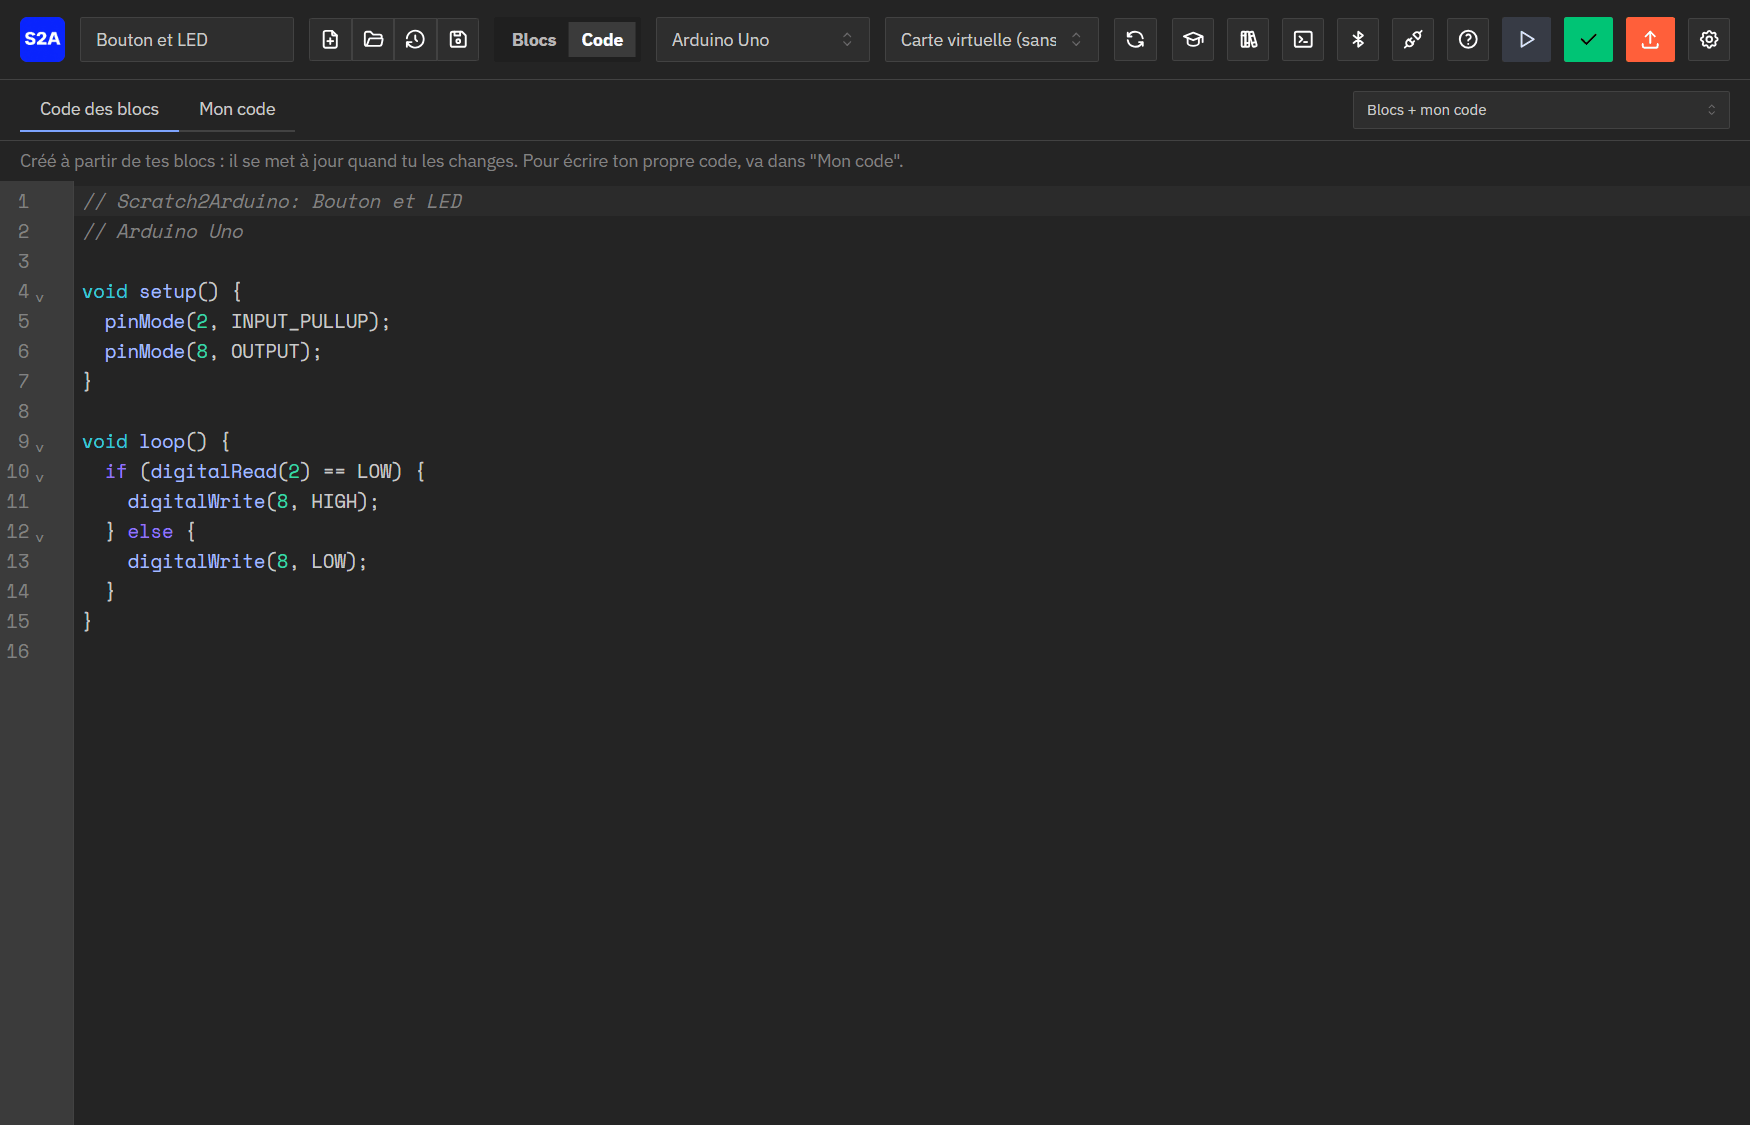 S2A
Bouton et LED
Blocs
Code
Arduino Uno
Carte virtuelle (sans
Code des blocs
Mon code
Blocs + mon code
Créé à partir de tes blocs : il se met à jour quand tu les changes. Pour écrire ton propre code, va dans "Mon code".
1 // Scratch2Arduino: Bouton et LED
2 // Arduino Uno
3
4 void setup() {
5   pinMode(2, INPUT_PULLUP);
6   pinMode(8, OUTPUT);
7 }
8
9 void loop() {
10   if (digitalRead(2) == LOW) {
11     digitalWrite(8, HIGH);
12   } else {
13     digitalWrite(8, LOW);
14   }
15 }
16